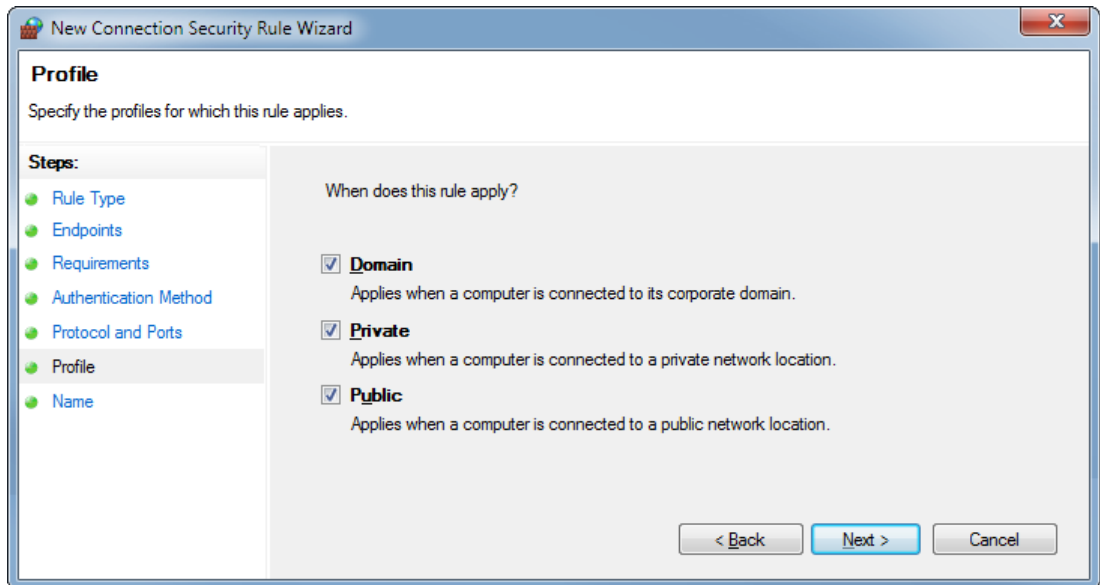 New Connection Security Rule Wizard
Profile
Specify the profiles for which this rule applies.
Steps:
Rule Type
Endpoints
Requirements
Authentication Method
Protocol and Ports
Profile
Name
When does this rule apply?
Domain
Applies when a computer is connected to its corporate domain.
Private
Applies when a computer is connected to a private network location.
Public
Applies when a computer is connected to a public network location.
< Back
Next >
Cancel